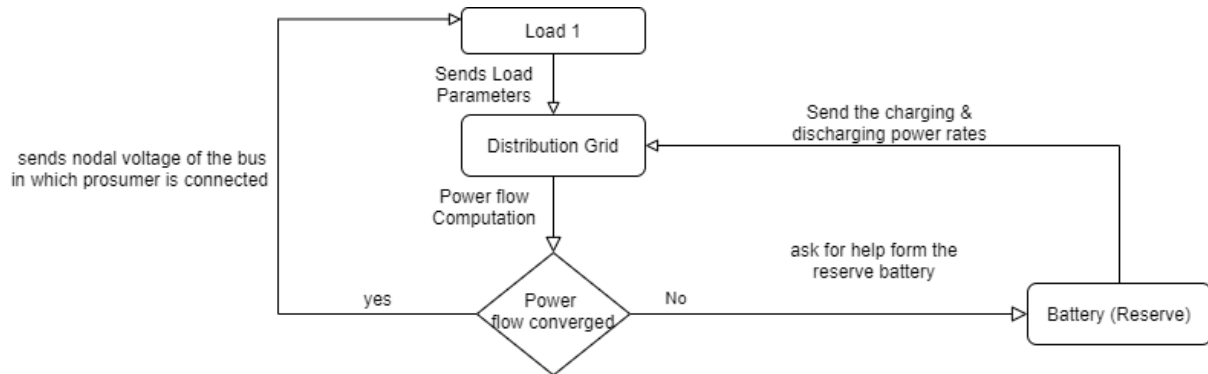 Load 1
Sends Load
Parameters
Send the charging &
discharging power rates
Distribution Grid
sends nodal voltage of the bus
in which prosumer is connected
Power flow
Computation
ask for help form the
reserve battery
yes
Power
flow converged
No
Battery (Reserve)